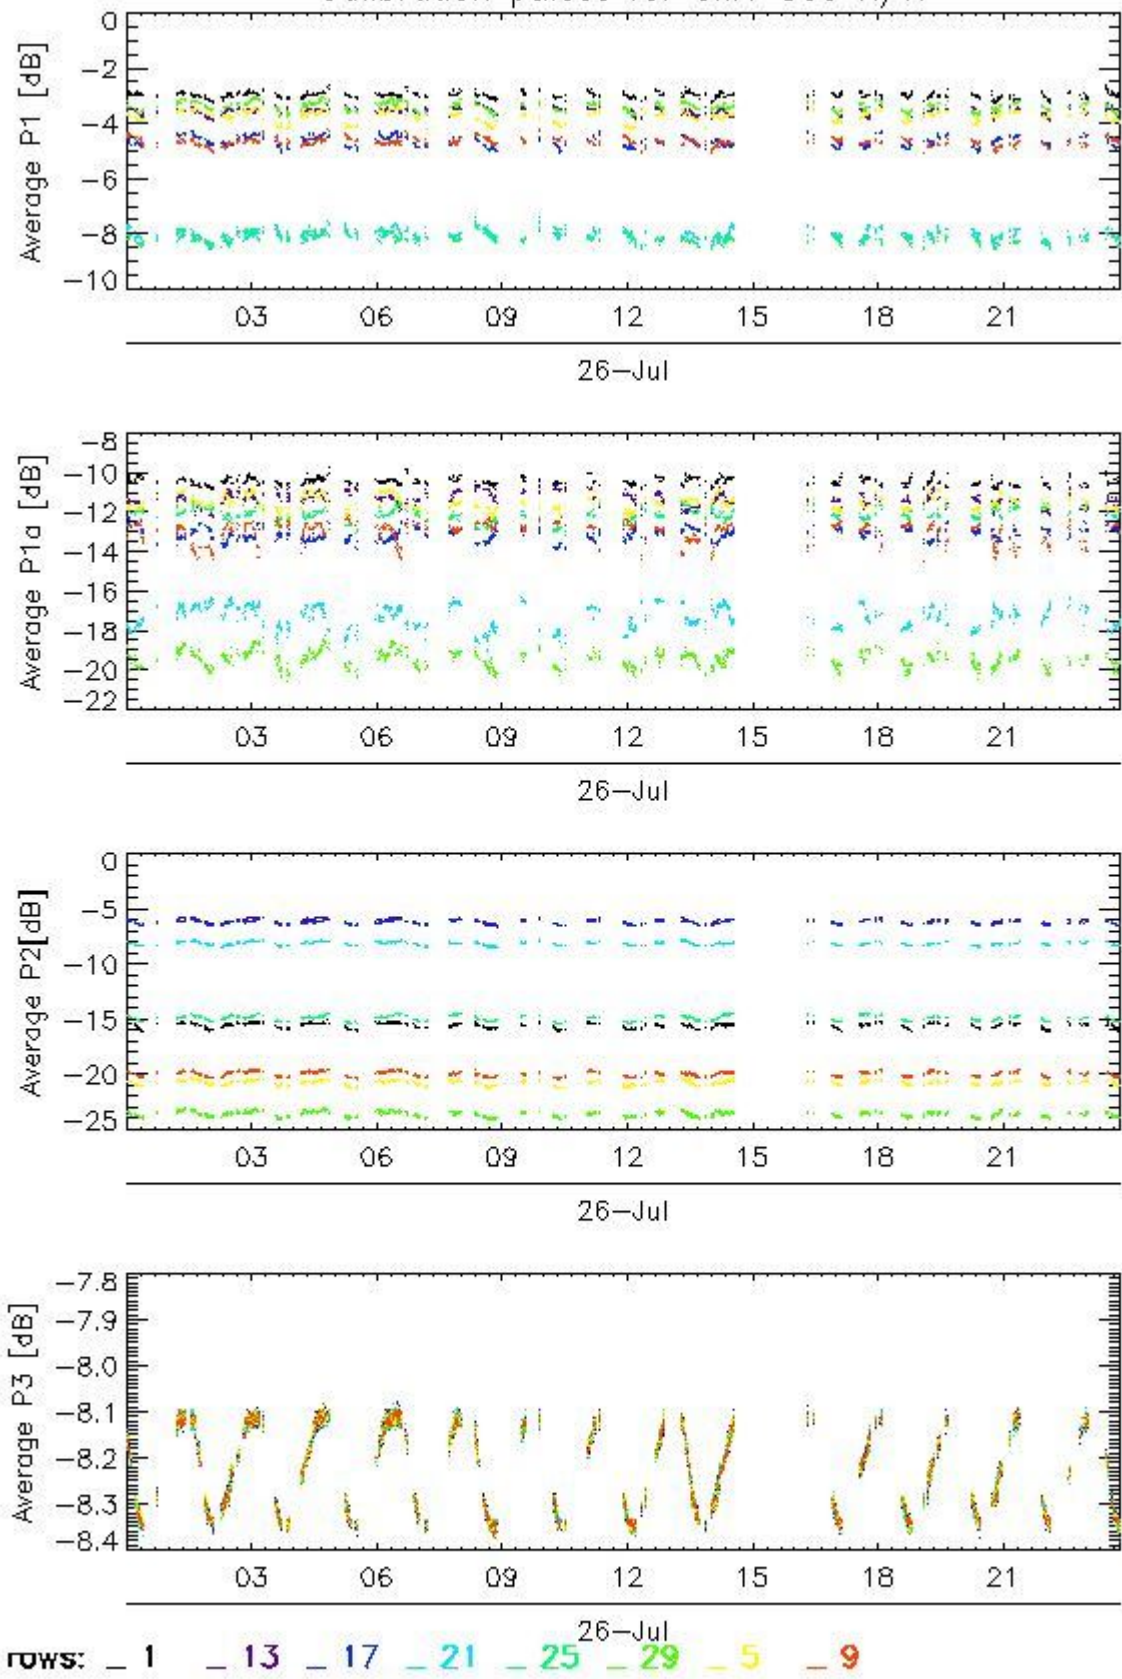 Average P1 [dB]
0
−2
−4
−6
−8
−10
03 06 09 12 15 18 21
26−Jul
Average P1a [dB]
−8
−10
−12
−14
−16
−18
−20
−22
03 06 09 12 15 18 21
26−Jul
Average P2[dB]
0
−5
−10
−15
−20
−25
03 06 09 12 15 18 21
26−Jul
Average P3 [dB]
−7.8
−7.9
−8.0
−8.1
−8.2
−8.3
−8.4
03 06 09 12 15 18 21
26−Jul
rows: _ 1 _ 13 _ 17 _ 21 _ 25 _ 29 _ 5 _ 9